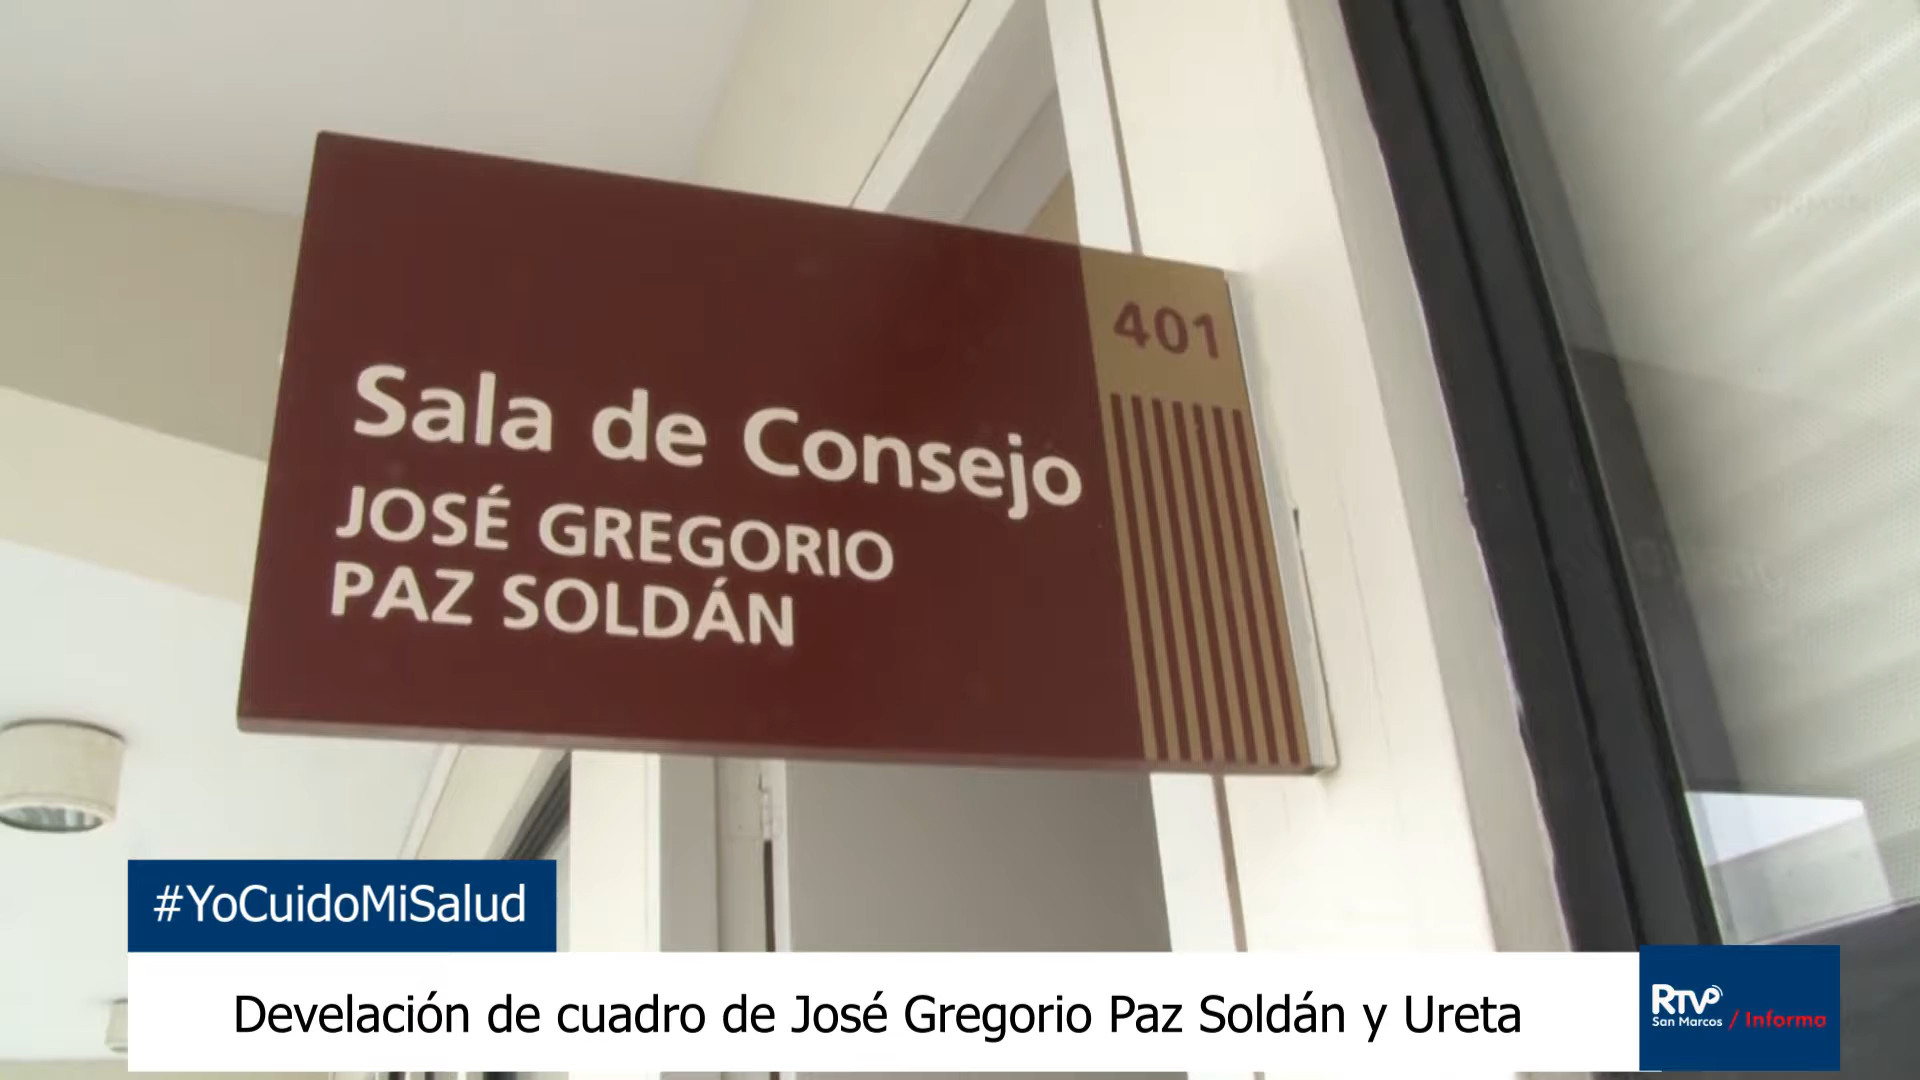 401
Sala de Consejo
JOSÉ GREGORIO
PAZ SOLDÁN
#YoCuidoMiSalud
Develación de cuadro de José Gregorio Paz Soldán y Ureta
RTV
San Marcos / Informa